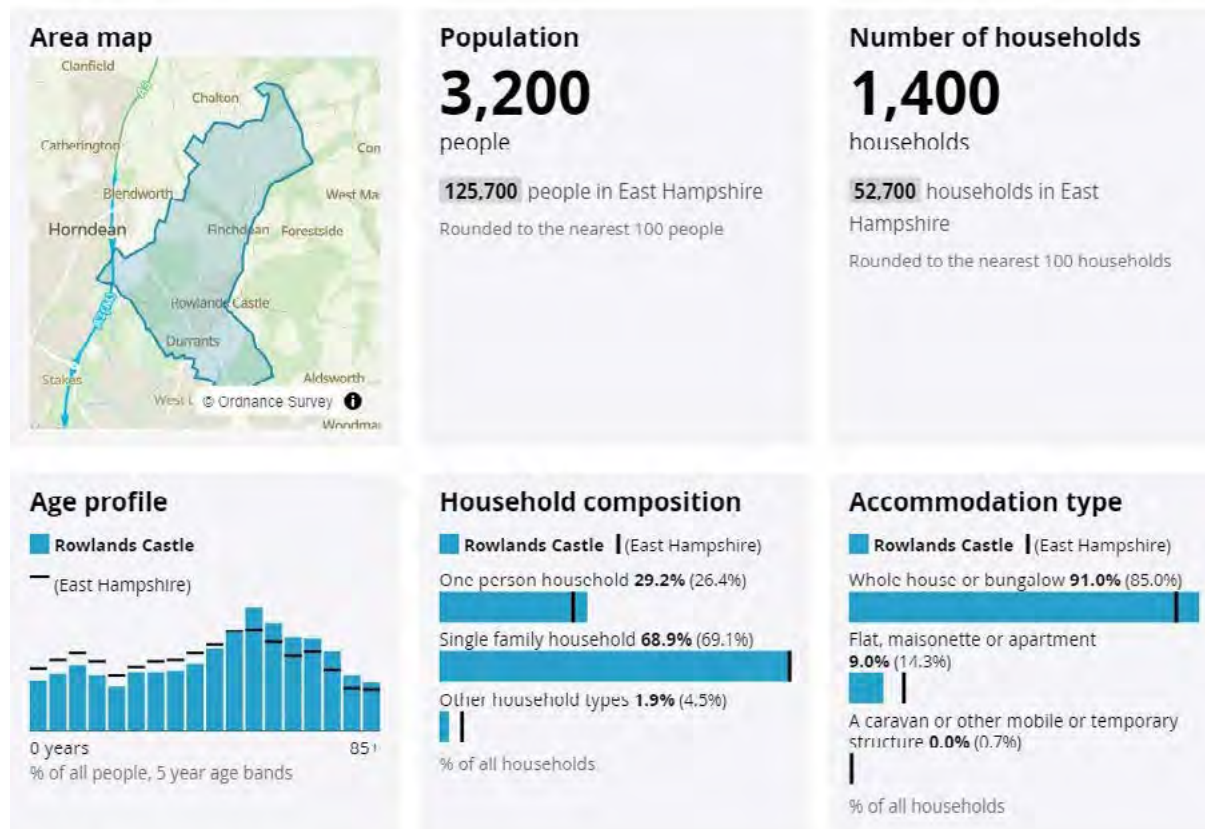 Area map
Clanfield
Chalton
Catherington
Blendworth
Horndean
Finchdean
Forestside
Rowlands Castle
Durrants
Stakes
Aldsworth
© Ordnance Survey
Population
3,200
people
125,700 people in East Hampshire
Rounded to the nearest 100 people
Number of households
1,400
households
52,700 households in East
Hampshire
Rounded to the nearest 100 households
Age profile
Rowlands Castle
(East Hampshire)
0 years
85+
% of all people, 5 year age bands
Household composition
Rowlands Castle (East Hampshire)
One person household 29.2% (26.4%)
Single family household 68.9% (69.1%)
Other household types 1.9% (4.5%)
% of all households
Accommodation type
Rowlands Castle (East Hampshire)
Whole house or bungalow 91.0% (85.0%)
Flat, maisonette or apartment
9.0% (14.3%)
A caravan or other mobile or temporary
structure 0.0% (0.7%)
% of all households